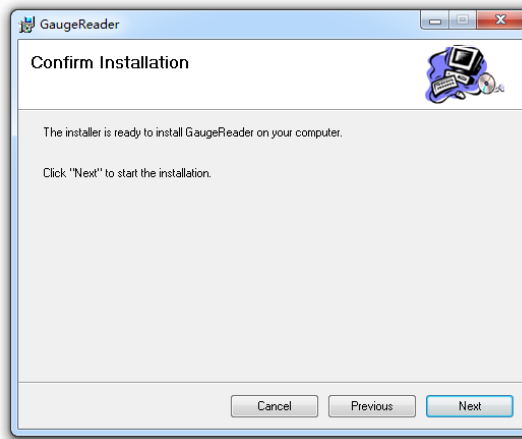 GaugeReader
Confirm Installation
The installer is ready to install GaugeReader on your computer.
Click "Next" to start the installation.
Cancel
Previous
Next